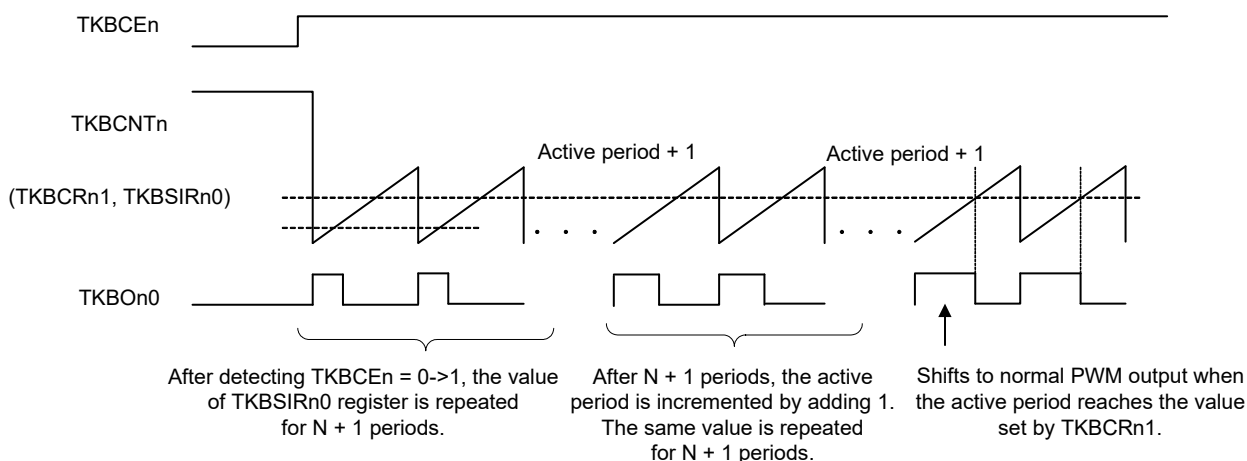 TKBCEn
TKBCNTn
Active period + 1
Active period + 1
(TKBCRn1, TKBSIRn0)
. . .
. . .
TKBOn0
After detecting TKBCEn = 0->1, the value
of TKBSIRn0 register is repeated
for N + 1 periods.
After N + 1 periods, the active
period is incremented by adding 1.
The same value is repeated
for N + 1 periods.
Shifts to normal PWM output when
the active period reaches the value
set by TKBCRn1.